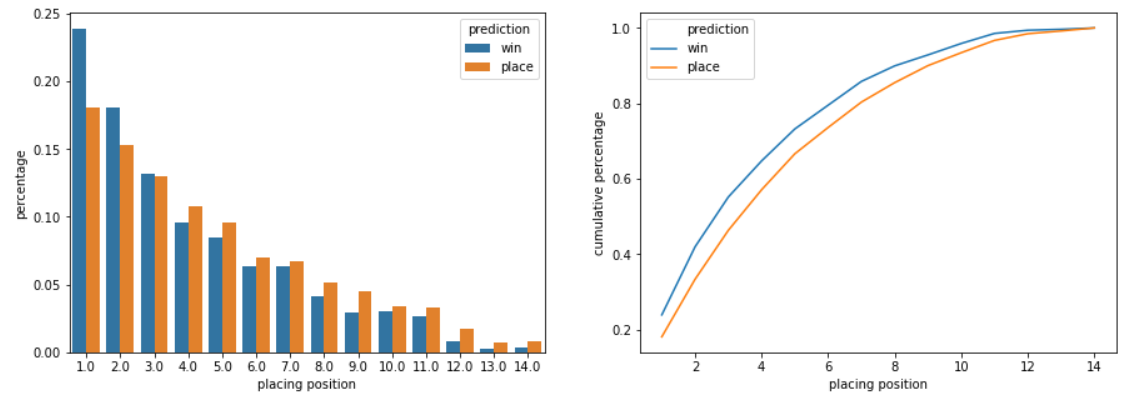 0.25
0.20
0.15
0.10
0.05
0.00
percentage
prediction
win
place
1.0 2.0 3.0 4.0 5.0 6.0 7.0 8.0 9.0 10.0 11.0 12.0 13.0 14.0
placing position
1.0
0.8
0.6
0.4
0.2
cumulative percentage
prediction
win
place
2 4 6 8 10 12 14
placing position